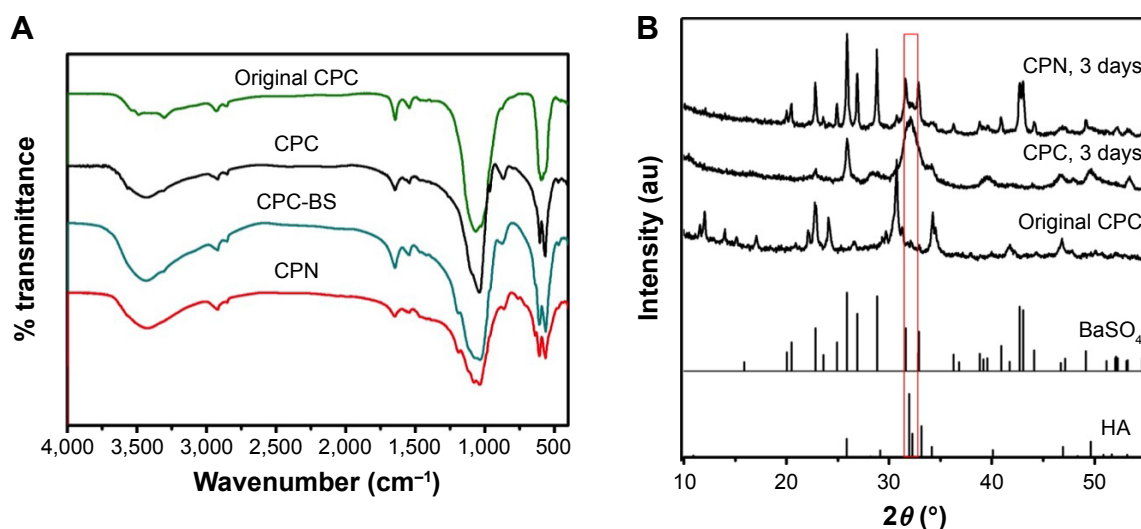 A
Original CPC
CPC
CPC-BS
CPN
% transmittance
4,000 3,500 3,000 2,500 2,000 1,500 1,000 500
Wavenumber (cm⁻¹)
B
CPN, 3 days
CPC, 3 days
Original CPC
BaSO₄
HA
Intensity (au)
10 20 30 40 50
2θ (°)